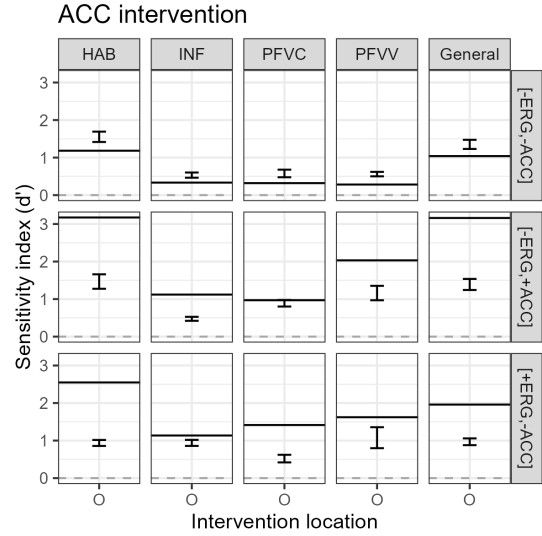 ACC intervention
HAB INF PFVC PFVV General
Sensitivity index (d')
3
2
1
0
[-ERG,-ACC]
3
2
1
0
[-ERG,+ACC]
3
2
1
0
[+ERG,-ACC]
O O O O O
Intervention location